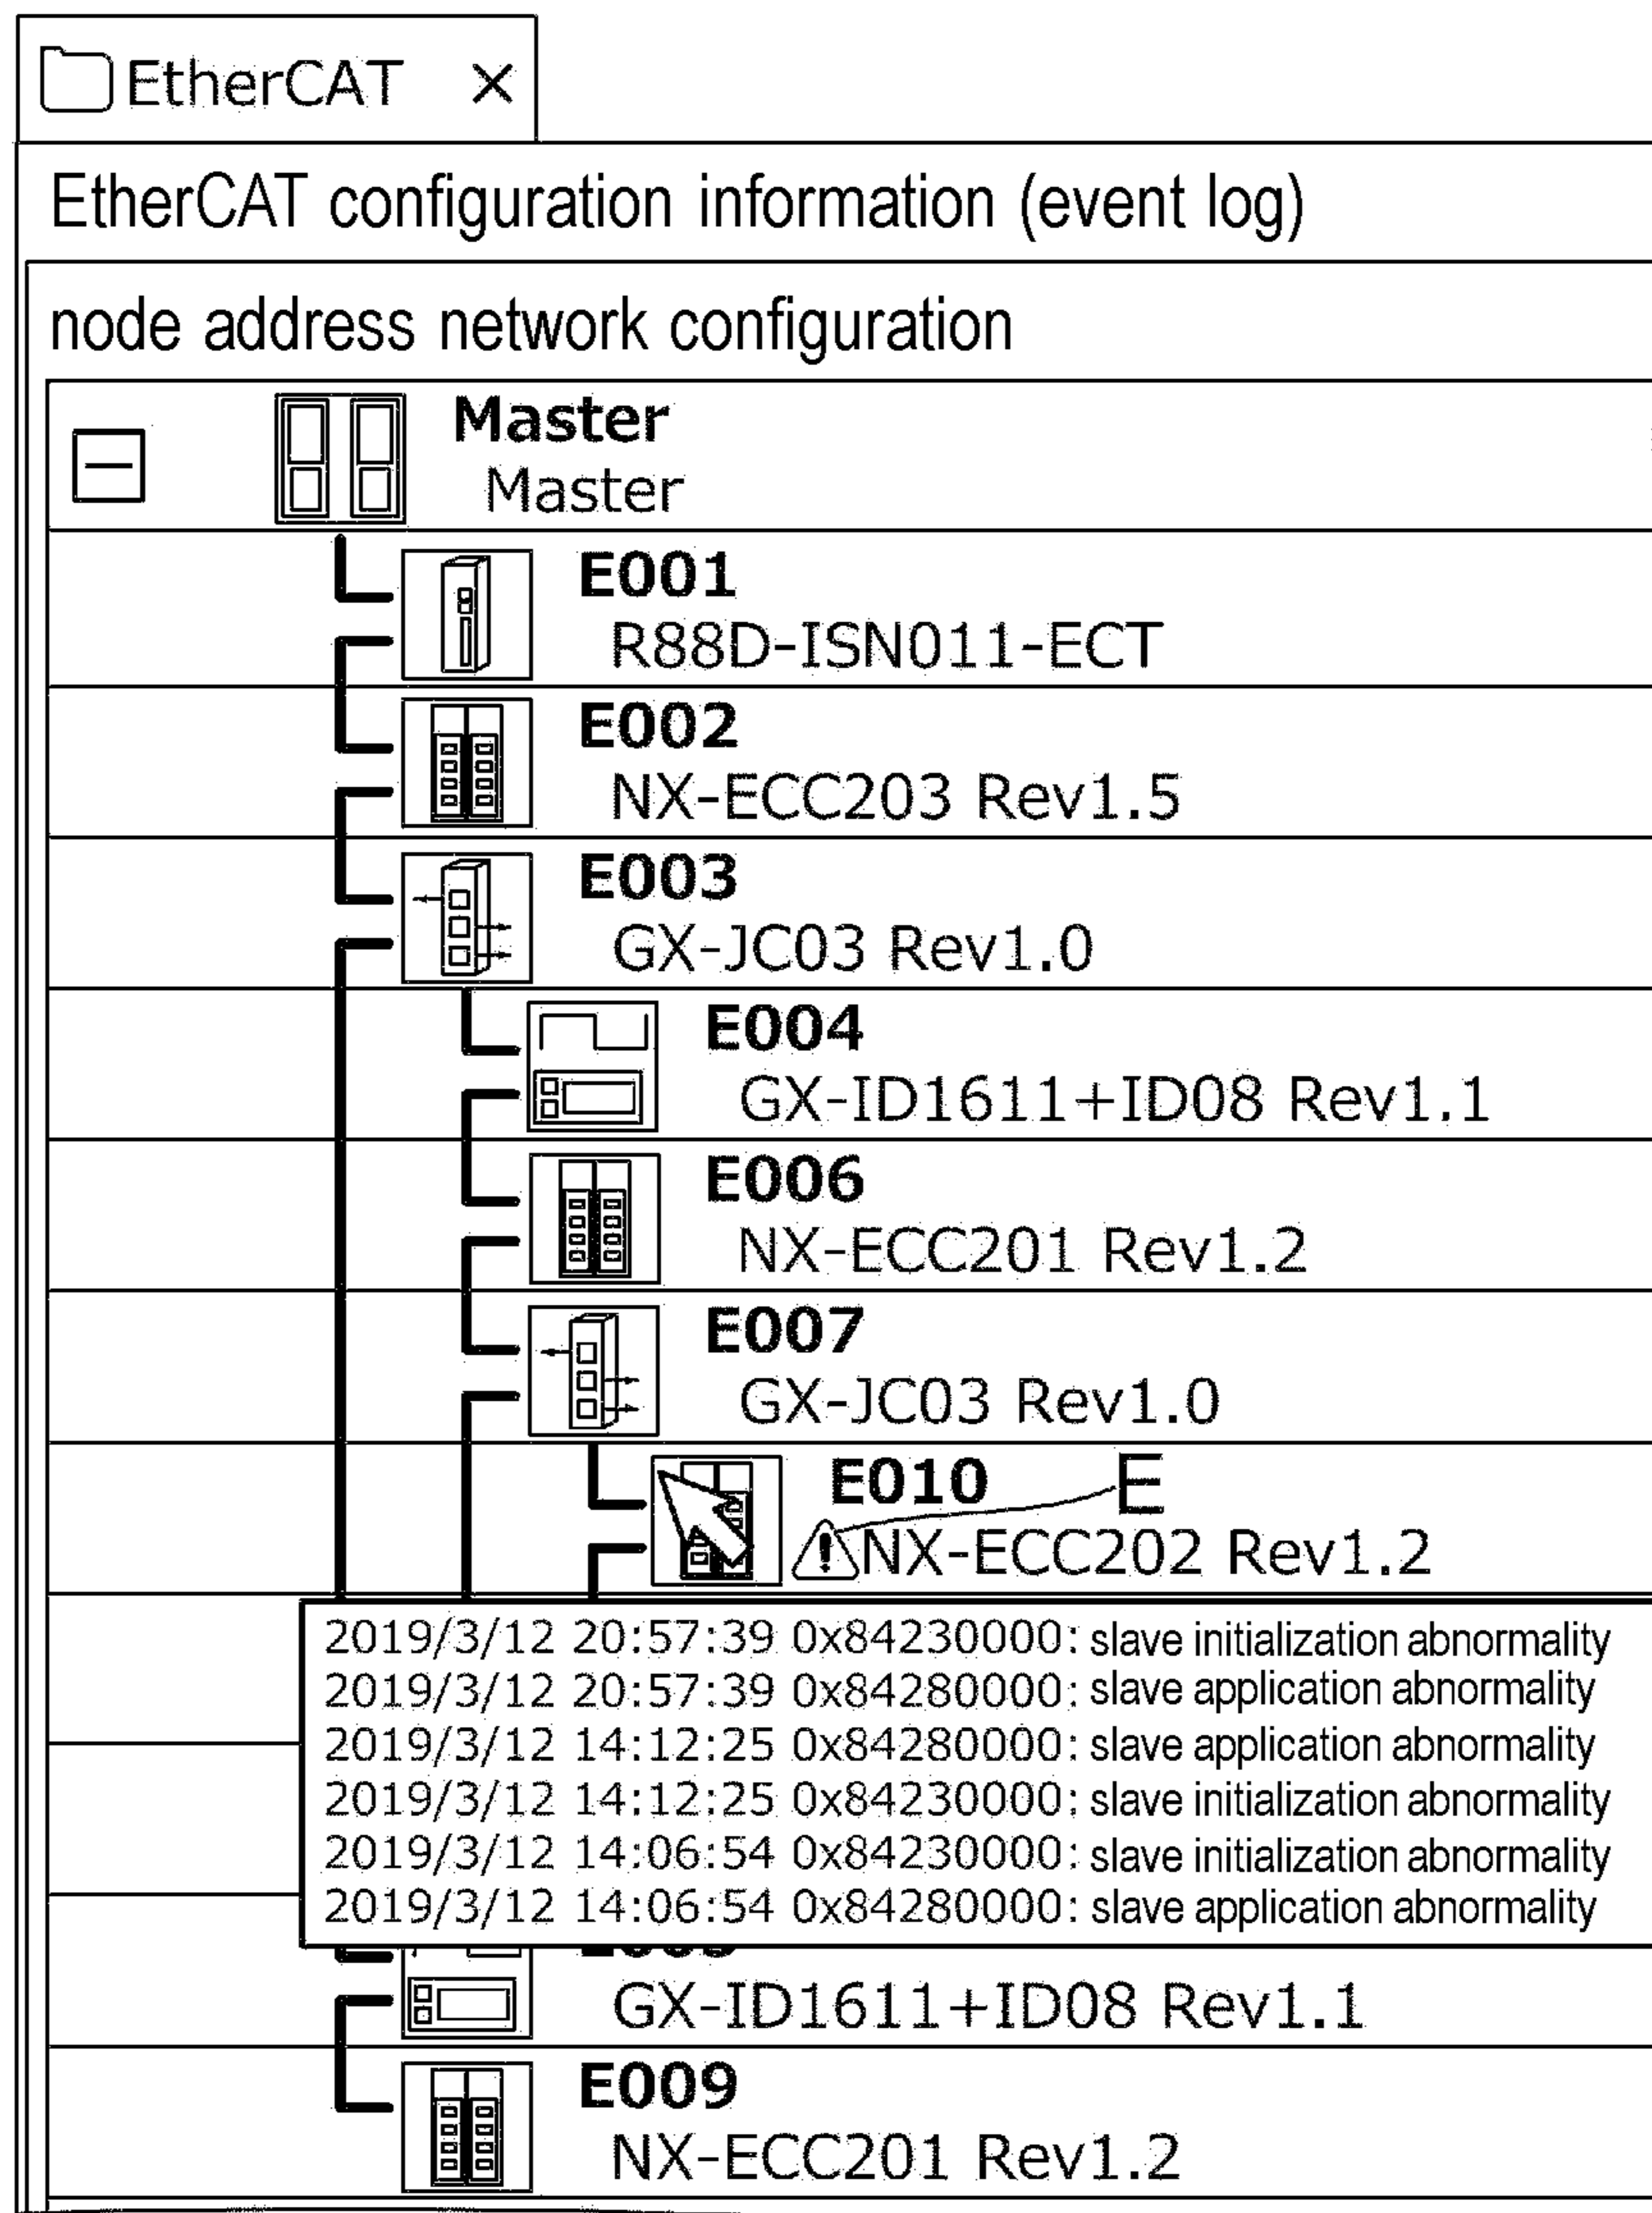 EtherCAT ×
EtherCAT configuration information (event log)
node address network configuration
Master
Master
E001
R88D-ISN011-ECT
E002
NX-ECC203 Rev1.5
E003
GX-JC03 Rev1.0
E004
GX-ID1611+ID08 Rev1.1
E006
NX-ECC201 Rev1.2
E007
GX-JC03 Rev1.0
E010 E
NX-ECC202 Rev1.2
2019/3/12 20:57:39 0x84230000: slave initialization abnormality
2019/3/12 20:57:39 0x84280000: slave application abnormality
2019/3/12 14:12:25 0x84280000: slave application abnormality
2019/3/12 14:12:25 0x84230000: slave initialization abnormality
2019/3/12 14:06:54 0x84230000: slave initialization abnormality
2019/3/12 14:06:54 0x84280000: slave application abnormality
GX-ID1611+ID08 Rev1.1
E009
NX-ECC201 Rev1.2